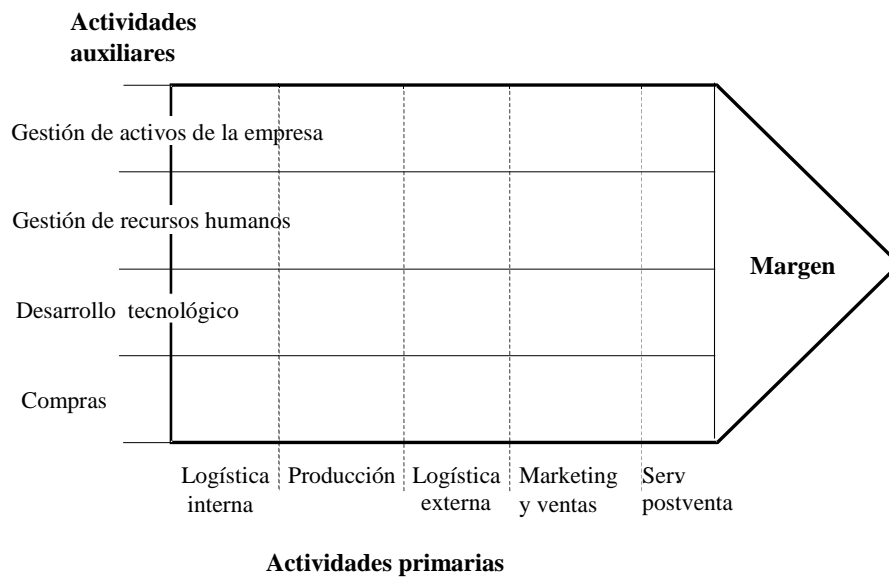 Actividades
auxiliares
Gestión de activos de la empresa
Gestión de recursos humanos
Desarrollo tecnológico
Compras
Margen
Logística
interna
Producción
Logística
externa
Marketing
y ventas
Serv
postventa
Actividades primarias